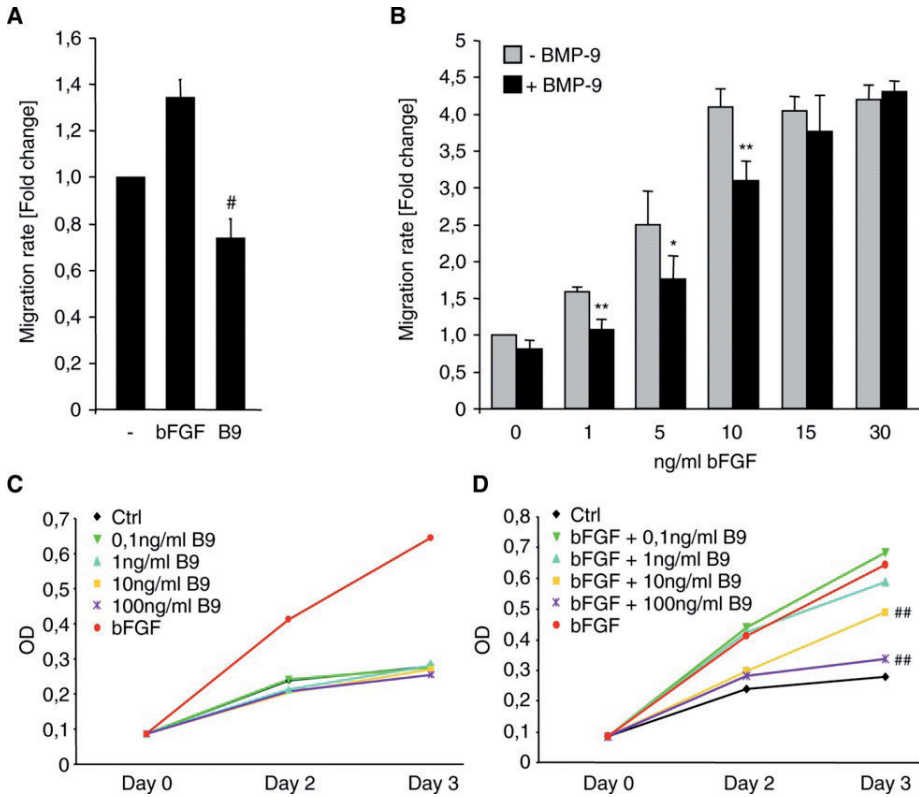 A
Migration rate [Fold change]
1,6
1,4
1,2
1,0
0,8
0,6
0,4
0,2
0
#
- bFGF B9
B
Migration rate [Fold change]
5
4,5
4,0
3,5
3,0
2,5
2,0
1,5
1,0
0,5
0
- BMP-9
+ BMP-9
**
*
**
0 1 5 10 15 30
ng/ml bFGF
C
OD
0,7
0,6
0,5
0,4
0,3
0,2
0,1
0
Ctrl
0,1ng/ml B9
1ng/ml B9
10ng/ml B9
100ng/ml B9
bFGF
Day 0 Day 2 Day 3
D
OD
0,8
0,7
0,6
0,5
0,4
0,3
0,2
0,1
0
Ctrl
bFGF + 0,1ng/ml B9
bFGF + 1ng/ml B9
bFGF + 10ng/ml B9
bFGF + 100ng/ml B9
bFGF
##
##
Day 0 Day 2 Day 3